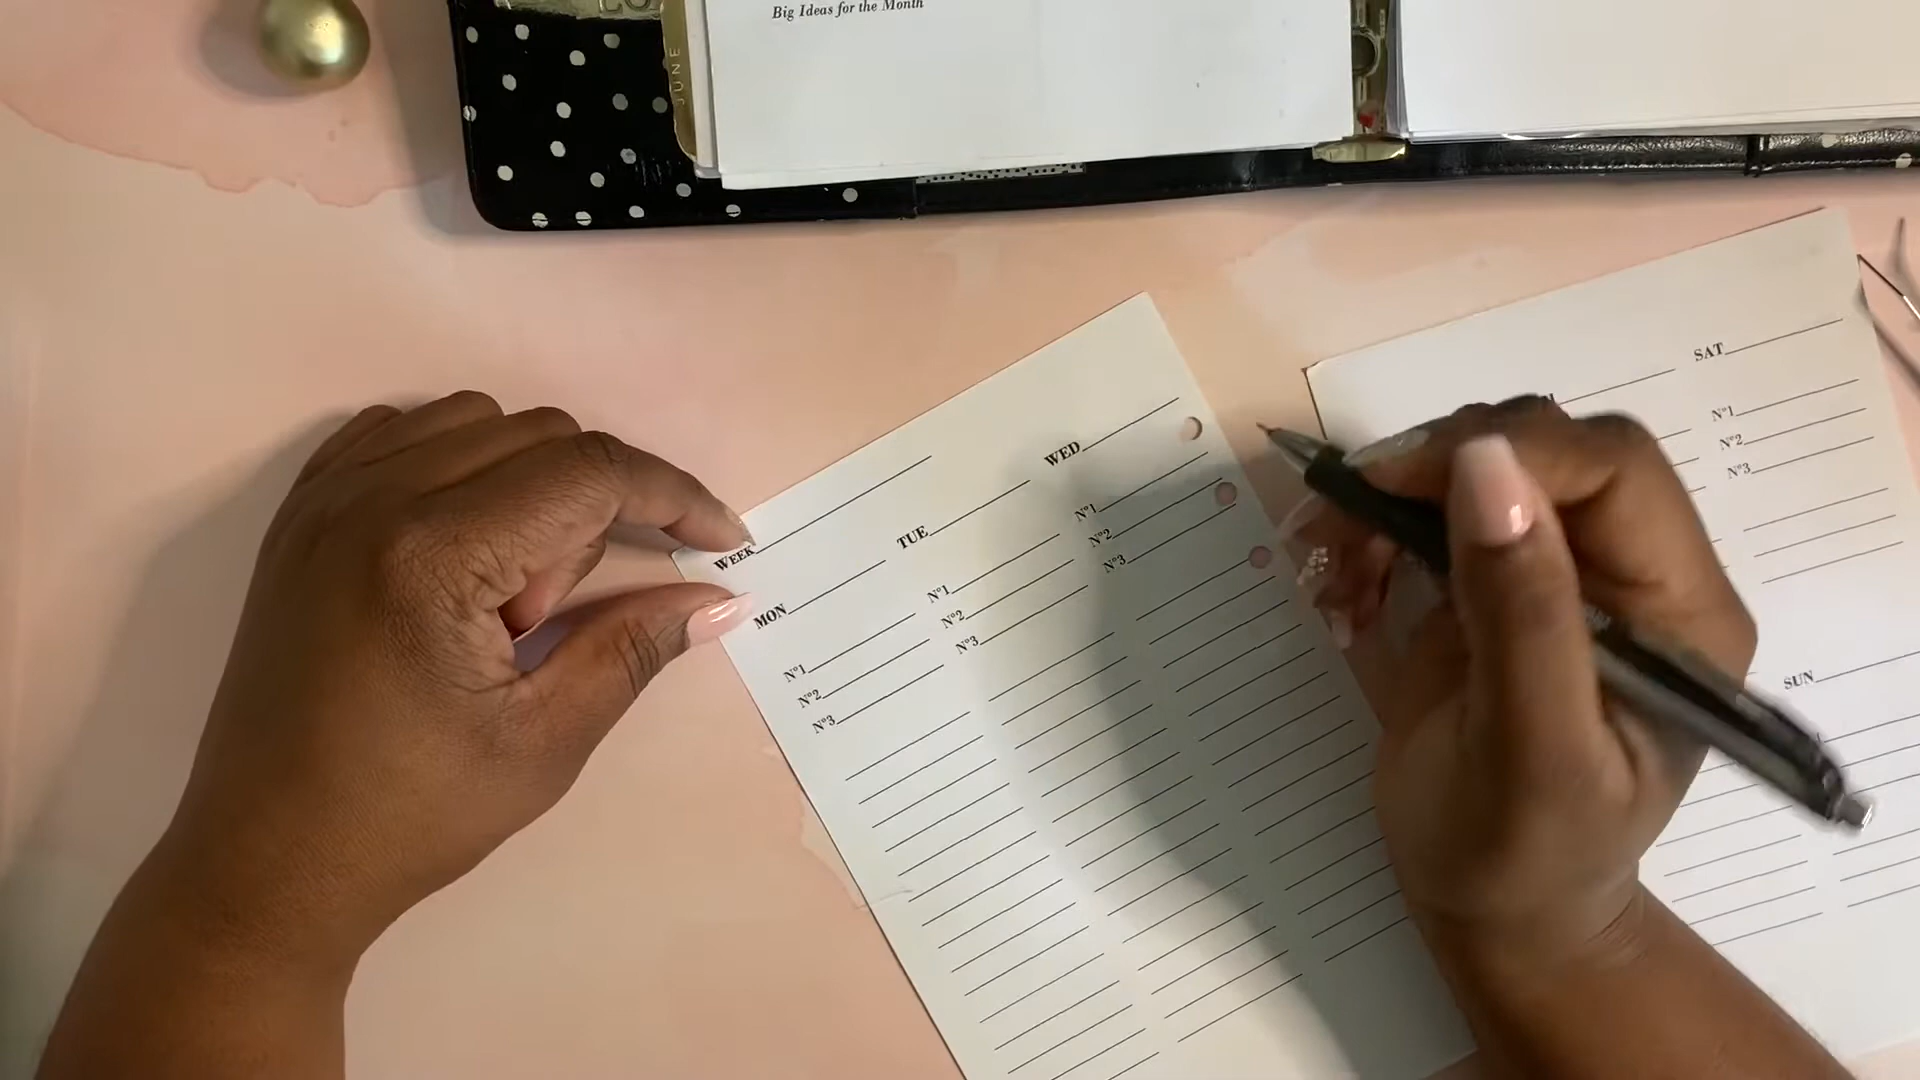 Big Ideas for the Month
JUNE
WEEK
MON
TUE
WED
Nº1
Nº2
Nº3
Nº1
Nº2
Nº3
Nº1
Nº2
Nº3
SAT
Nº1
Nº2
Nº3
SUN